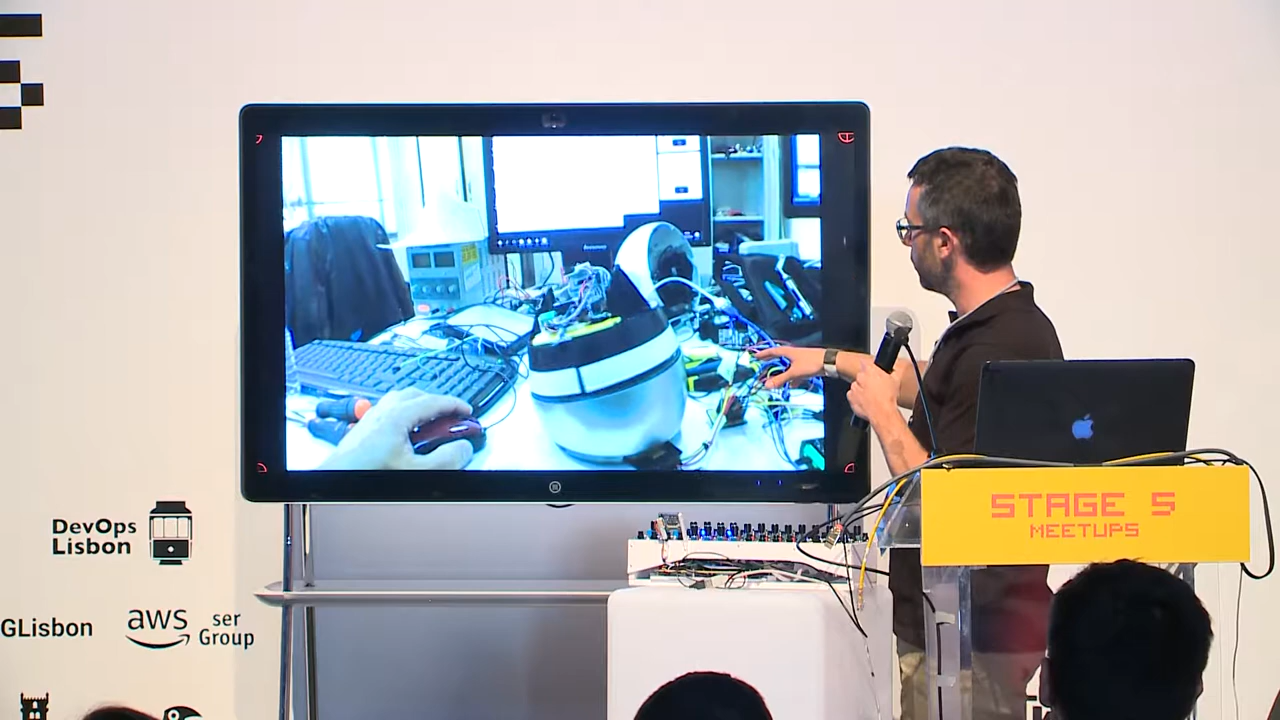 DevOps
Lisbon
GLisbon
aws
ser
Group
STAGE 5
MEETUPS